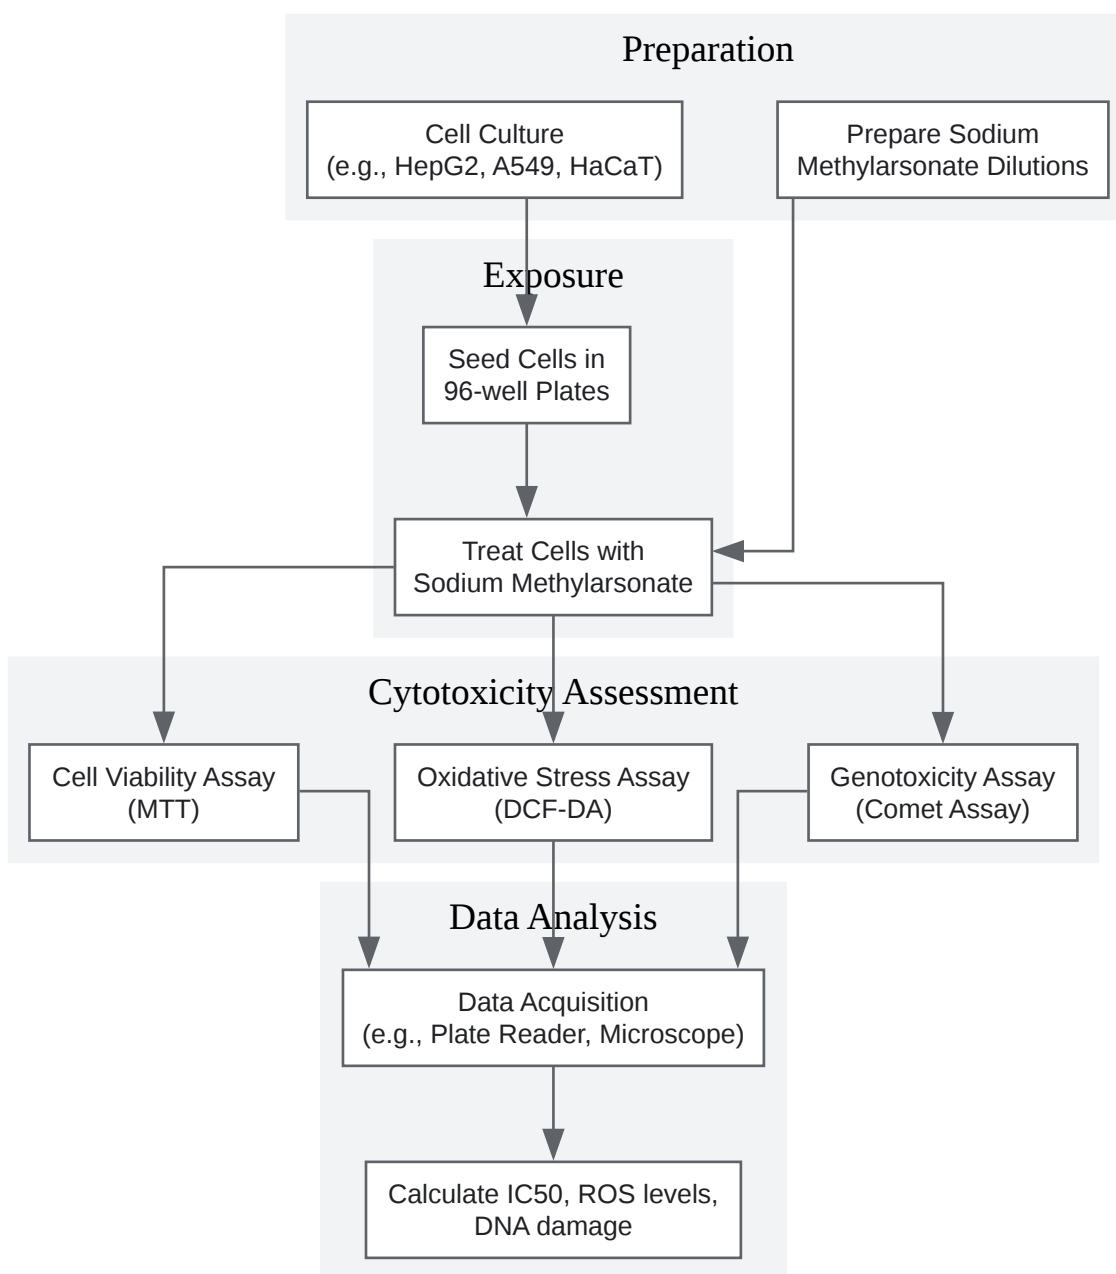 Preparation
Cell Culture
(e.g., HepG2, A549, HaCaT)
Prepare Sodium
Methylarsonate Dilutions
Exposure
Seed Cells in
96-well Plates
Treat Cells with
Sodium Methylarsonate
Cytotoxicity Assessment
Cell Viability Assay
(MTT)
Oxidative Stress Assay
(DCF-DA)
Genotoxicity Assay
(Comet Assay)
Data Analysis
Data Acquisition
(e.g., Plate Reader, Microscope)
Calculate IC50, ROS levels,
DNA damage